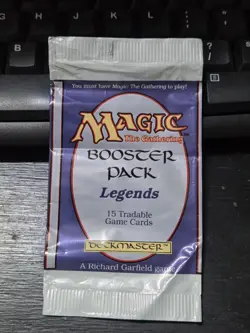 You must have Magic: The Gathering to play!
MAGIC
The Gathering
BOOSTER
PACK
Legends
15 Tradable
Game Cards
DECKMASTER™
A Richard Garfield game